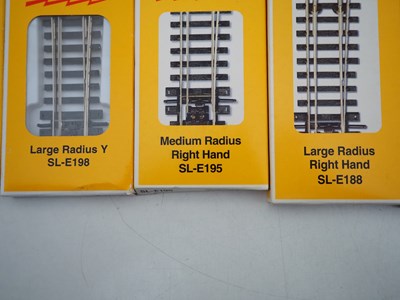 Large Radius Y
SL-E198
Medium Radius
Right Hand
SL-E195
Large Radius
Right Hand
SL-E188